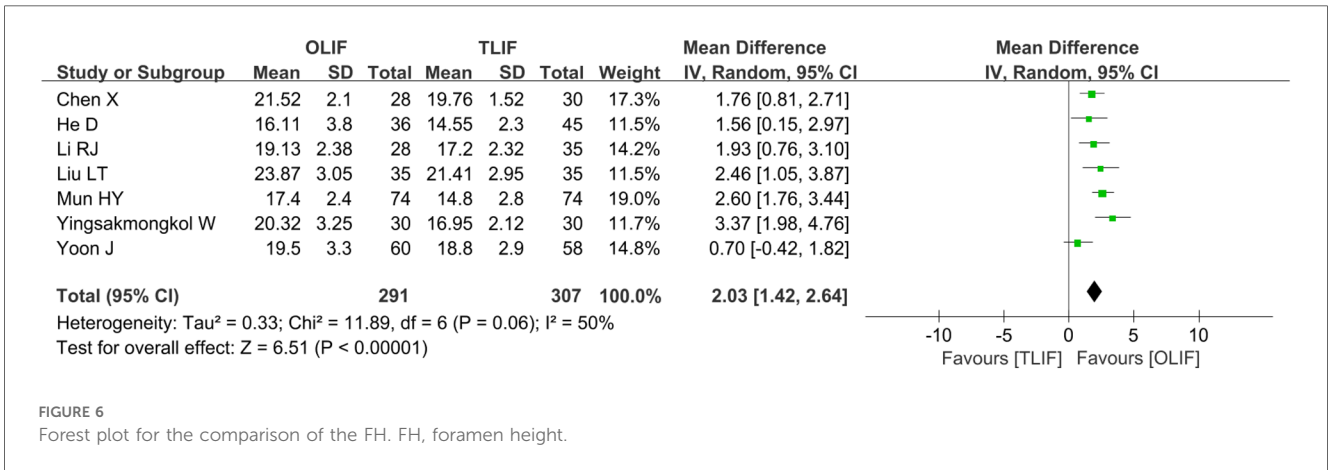 OLIF TLIF Mean Difference Mean Difference
Study or Subgroup Mean SD Total Mean SD Total Weight IV, Random, 95% CI IV, Random, 95% CI
Chen X 21.52 2.1 28 19.76 1.52 30 17.3% 1.76 [0.81, 2.71]
He D 16.11 3.8 36 14.55 2.3 45 11.5% 1.56 [0.15, 2.97]
Li RJ 19.13 2.38 28 17.2 2.32 35 14.2% 1.93 [0.76, 3.10]
Liu LT 23.87 3.05 35 21.41 2.95 35 11.5% 2.46 [1.05, 3.87]
Mun HY 17.4 2.4 74 14.8 2.8 74 19.0% 2.60 [1.76, 3.44]
Yingsakmongkol W 20.32 3.25 30 16.95 2.12 30 11.7% 3.37 [1.98, 4.76]
Yoon J 19.5 3.3 60 18.8 2.9 58 14.8% 0.70 [-0.42, 1.82]
Total (95% CI) 291 307 100.0% 2.03 [1.42, 2.64]
Heterogeneity: Tau² = 0.33; Chi² = 11.89, df = 6 (P = 0.06); I² = 50%
Test for overall effect: Z = 6.51 (P < 0.00001)
-10 -5 0 5 10
Favours [TLIF] Favours [OLIF]
FIGURE 6
Forest plot for the comparison of the FH. FH, foramen height.